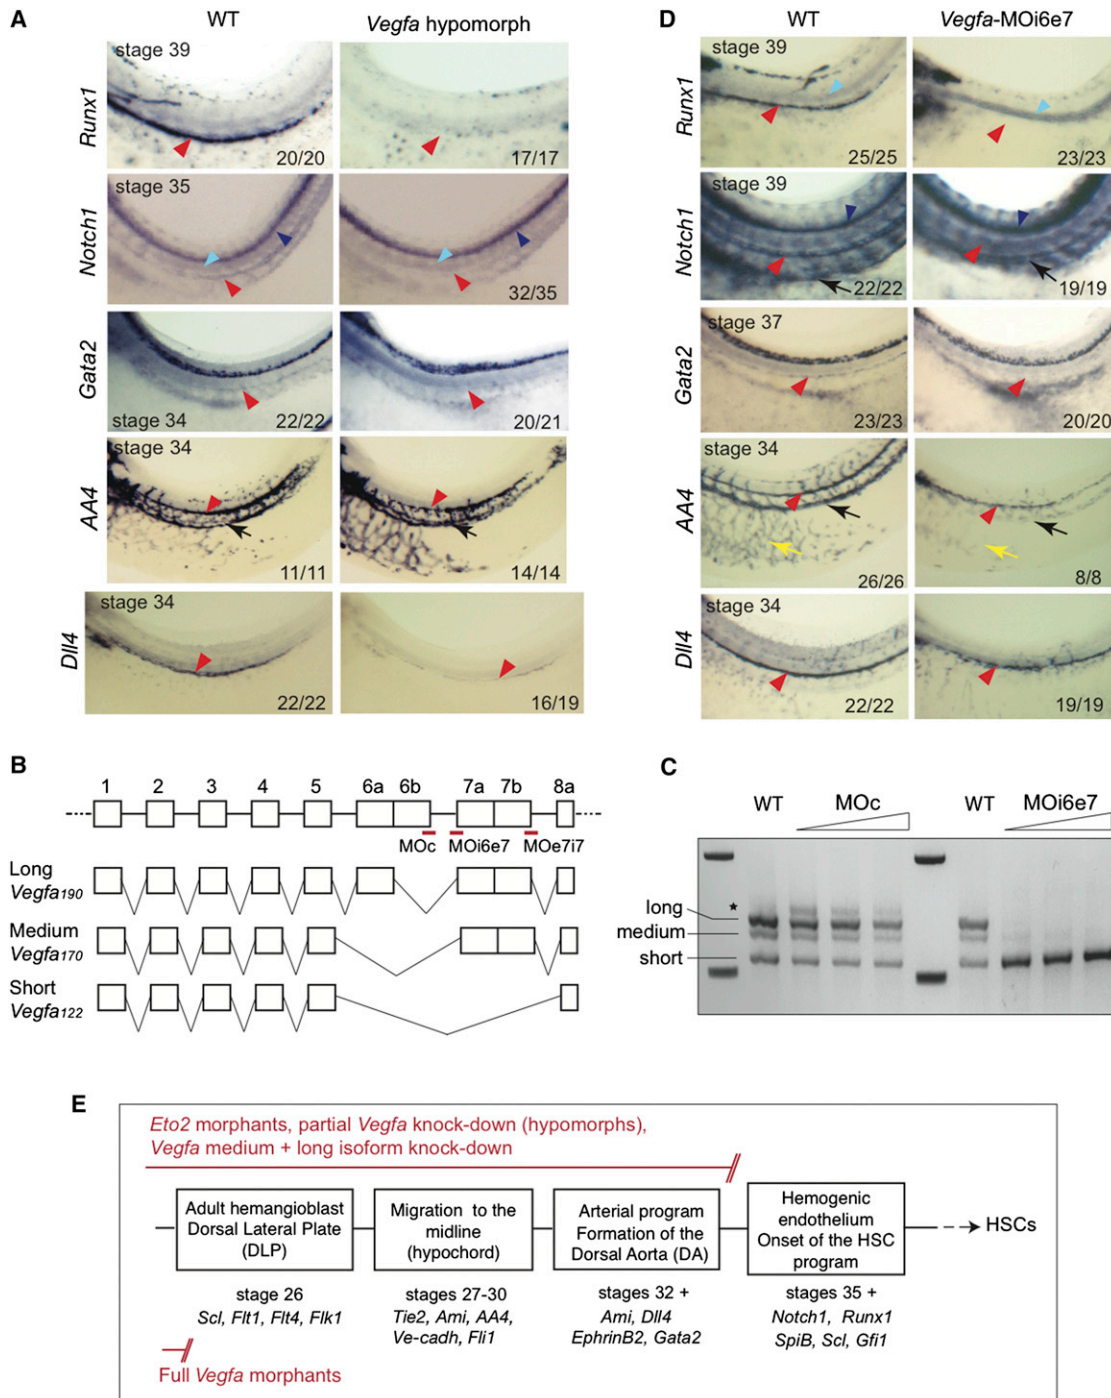 A
WT
Vegfa hypomorph
Runx1
stage 39
20/20
17/17
Notch1
stage 35
32/35
Gata2
stage 34
22/22
20/21
AA4
stage 34
11/11
14/14
Dll4
stage 34
22/22
16/19
D
WT
Vegfa-MOi6e7
Runx1
stage 39
25/25
23/23
Notch1
stage 39
22/22
19/19
Gata2
stage 37
23/23
20/20
AA4
stage 34
26/26
8/8
Dll4
stage 34
22/22
19/19
B
1 2 3 4 5 6a 6b 7a 7b 8a
MOc MOi6e7 MOe7i7
Long
Vegfa190
Medium
Vegfa170
Short
Vegfa122
C
WT MOc WT MOi6e7
★
long
medium
short
E
Eto2 morphants, partial Vegfa knock-down (hypomorphs),
Vegfa medium + long isoform knock-down
Adult hemangioblast
Dorsal Lateral Plate
(DLP)
Migration to the
midline
(hypochord)
Arterial program
Formation of the
Dorsal Aorta (DA)
Hemogenic
endothelium
Onset of the HSC
program
HSCs
stage 26
Scl, Flt1, Flt4, Flk1
stages 27-30
Tie2, Ami, AA4,
Ve-cadh, Fli1
stages 32 +
Ami, Dll4
EphrinB2, Gata2
stages 35 +
Notch1, Runx1
SpiB, Scl, Gfi1
Full Vegfa morphants